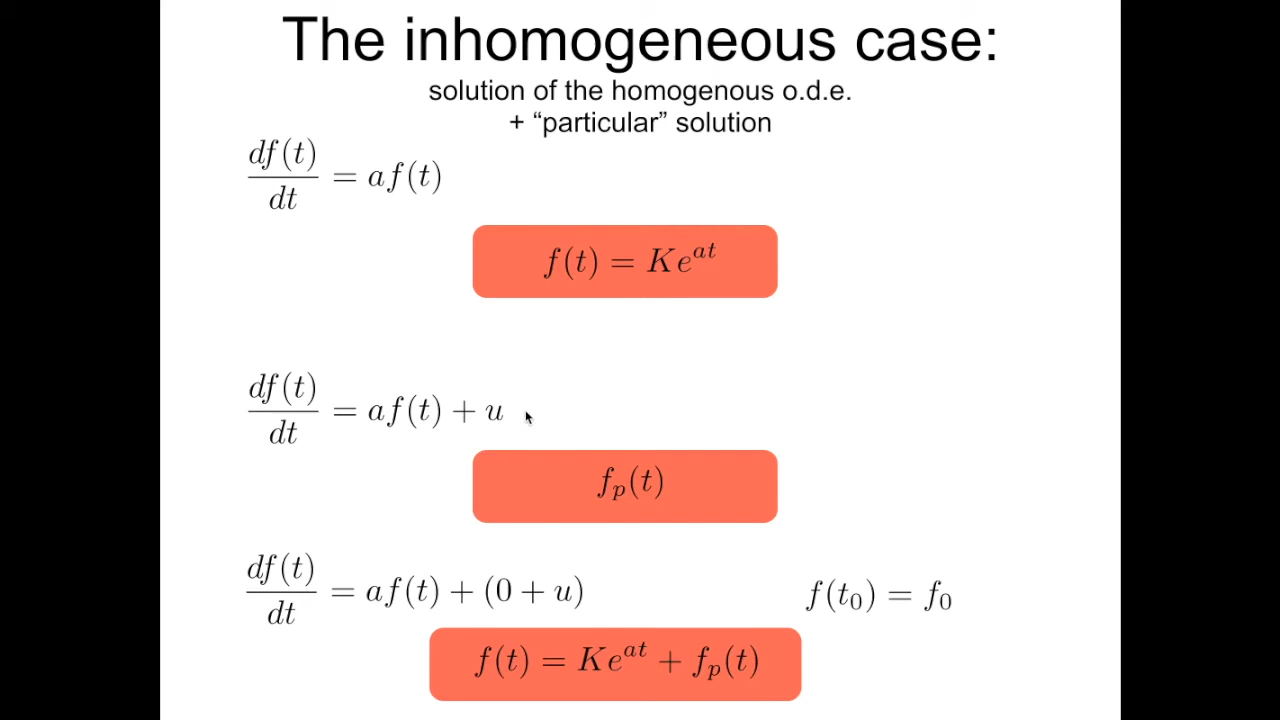 The inhomogeneous case:
solution of the homogenous o.d.e.
+ “particular” solution
df(t)/dt = af(t)
f(t) = Ke^{at}
df(t)/dt = af(t) + u
f_p(t)
df(t)/dt = af(t) + (0 + u)
f(t_0) = f_0
f(t) = Ke^{at} + f_p(t)